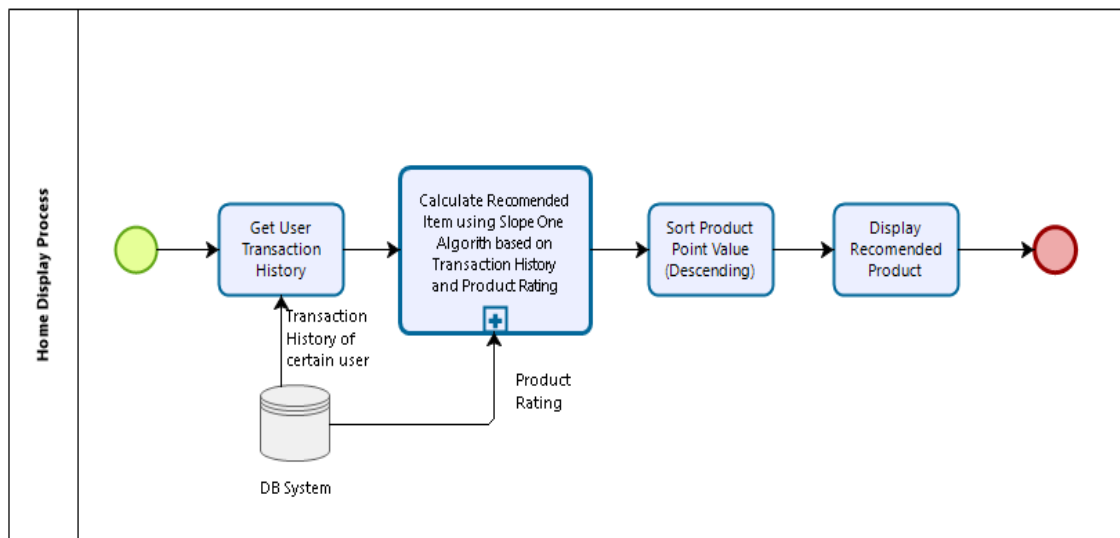 Home Display Process
Get User
Transaction
History
Calculate Recomended
Item using Slope One
Algorith based on
Transaction History
and Product Rating
Sort Product
Point Value
(Descending)
Display
Recomended
Product
Transaction
History of
certain user
Product
Rating
DB System